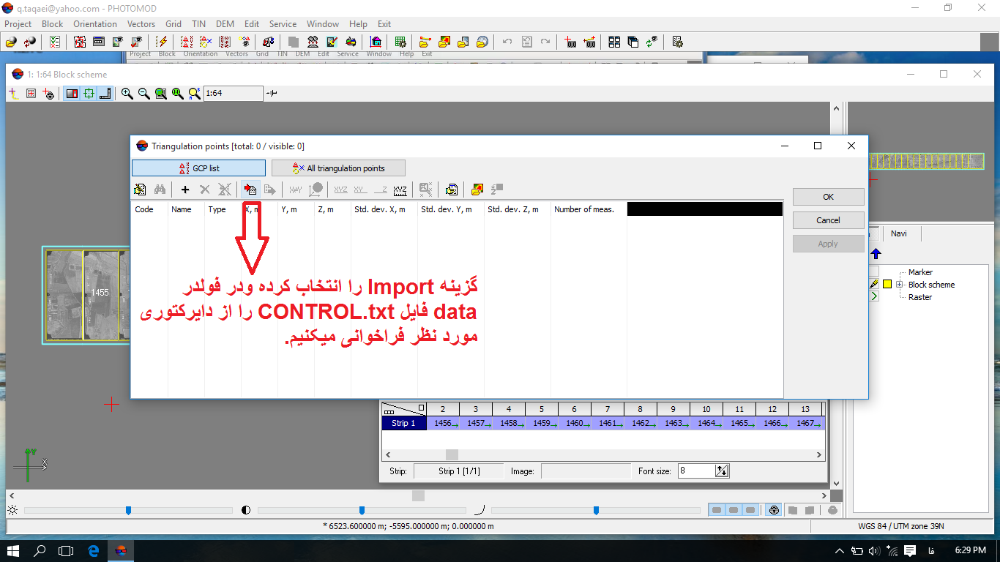 q.taqaei@yahoo.com - PHOTOMOD
Project Block Orientation Vectors Grid TIN DEM Edit Service Window Help Exit
Project Block Orientation Vectors Grid TIN DEM Edit Service Window Help Exit
1: 1:64 Block scheme
1:64
Triangulation points [total: 0 / visible: 0]
GCP list All triangulation points
OK
Cancel
Apply
Code Name Type X, m Y, m Z, m Std. dev. X, m Std. dev. Y, m Std. dev. Z, m Number of meas.
گزینه Import را انتخاب کرده ودر فولدر
data فایل CONTROL.txt را از دایرکتوری
مورد نظر فراخوانی میکنیم.
1455
Navi
Marker
Block scheme
Raster
2 3 4 5 6 7 8 9 10 11 12 13
Strip 1 1456 1457 1458 1459 1460 1461 1462 1463 1464 1465 1466 1467
Strip: Strip 1 [1/1] Image: Font size: 8
Y
X
* 6523.600000 m; -5595.000000 m; 0.000000 m
WGS 84 / UTM zone 39N
فا
6:29 PM